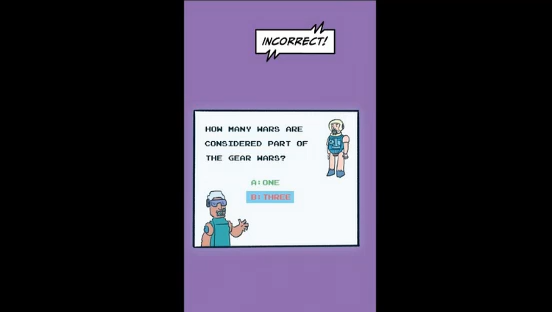 INCORRECT!
HOW MANY WARS ARE
CONSIDERED PART OF
THE GEAR WARS?
A:ONE
B:THREE